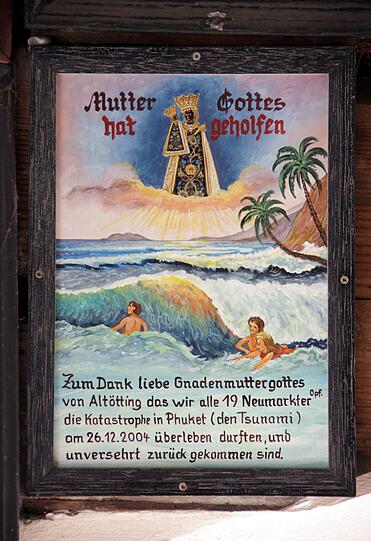 Mutter Gottes
hat geholfen
Zum Dank liebe Gnadenmuttergottes
von Altötting das wir alle 19 Neumarkter Opf.
die Katastrophe in Phuket (den Tsunami)
am 26.12.2004 überleben durften, und
unversehrt zurück gekommen sind.